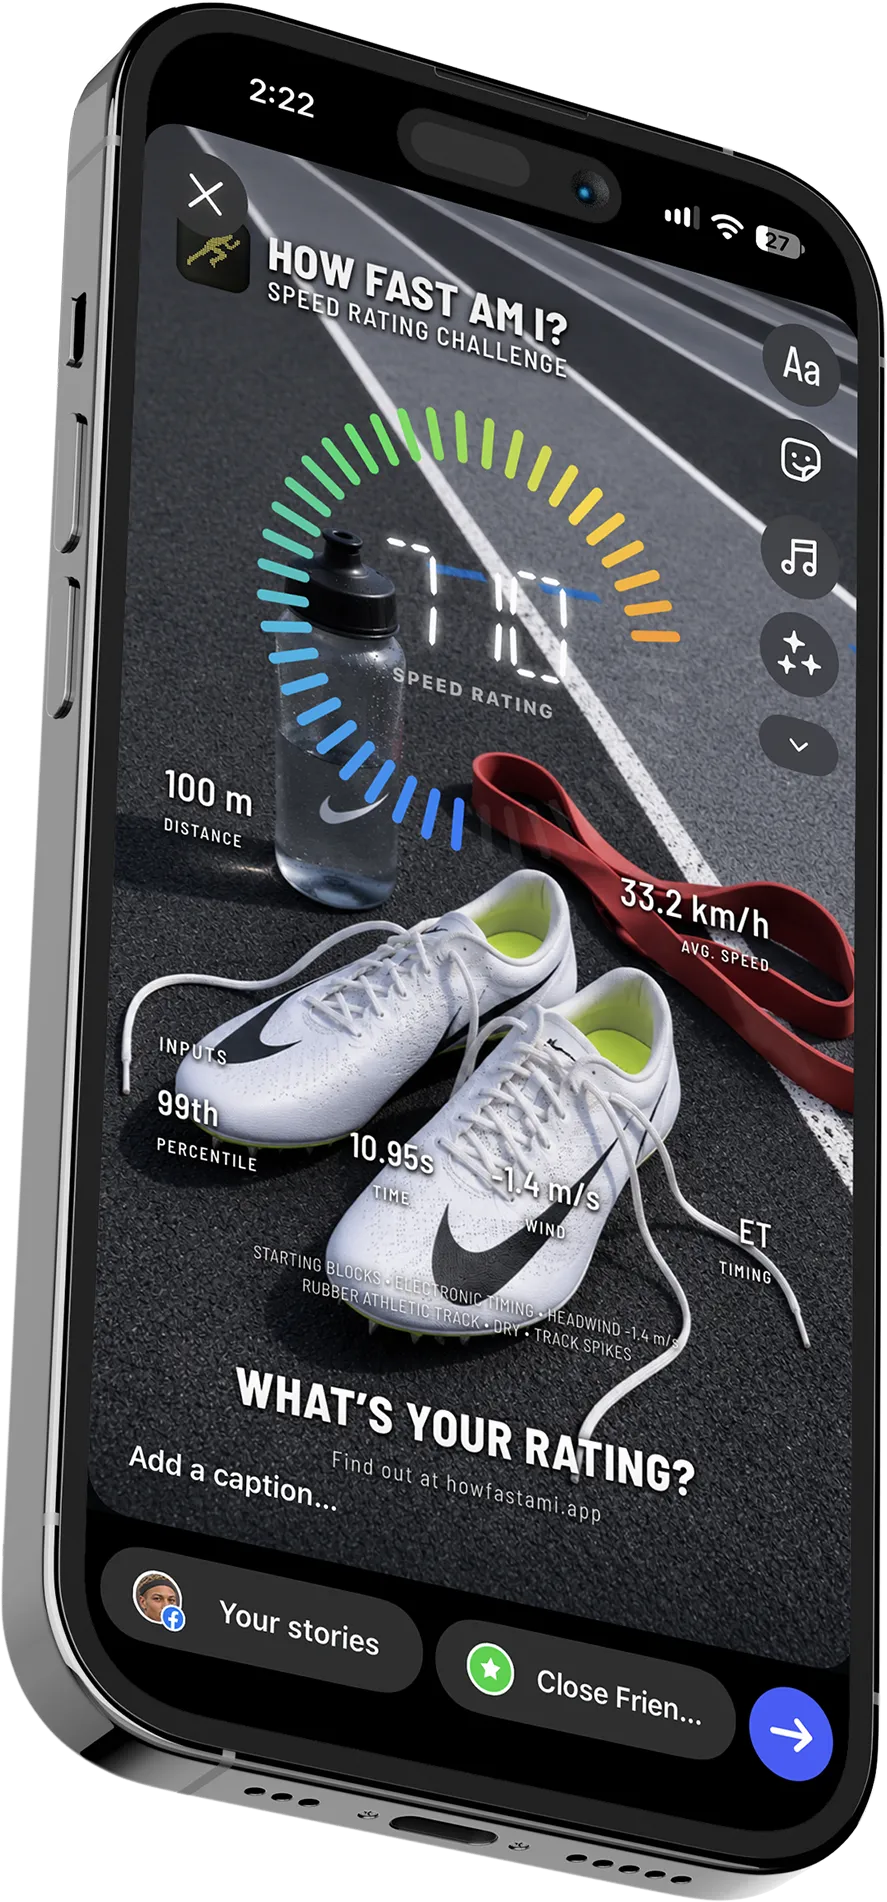 2:22
27
HOW FAST AM I?
SPEED RATING CHALLENGE
Aa
710
SPEED RATING
100 m
DISTANCE
33.2 km/h
AVG. SPEED
INPUTS
99th
PERCENTILE
10.95s
TIME
-1.4 m/s
WIND
ET
TIMING
STARTING BLOCKS • ELECTRONIC TIMING • HEADWIND -1.4 m/s
RUBBER ATHLETIC TRACK • DRY • TRACK SPIKES
WHAT'S YOUR RATING?
Find out at howfastami.app
Add a caption...
Your stories
Close Frien...